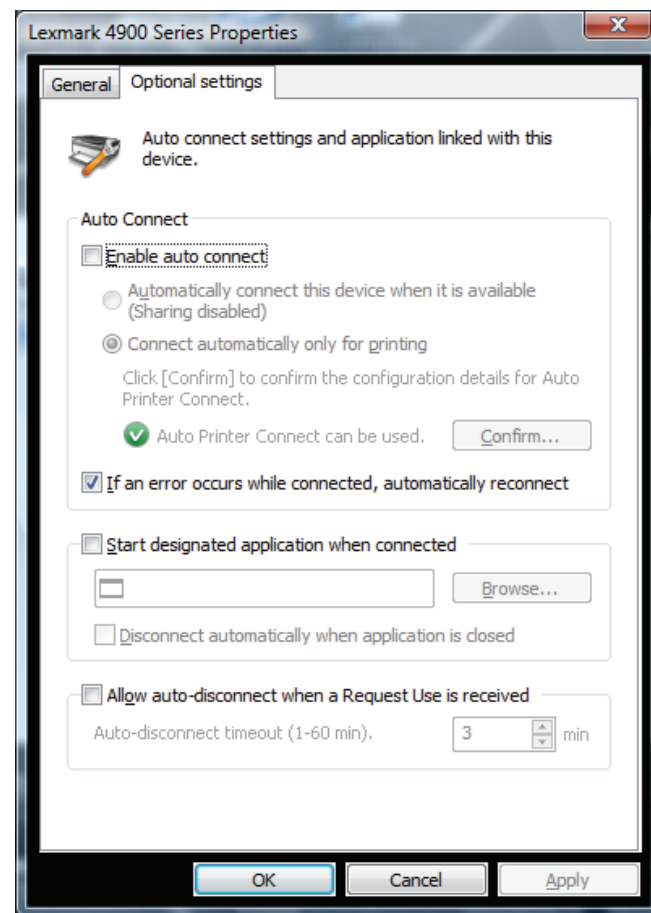 Lexmark 4900 Series Properties
General Optional settings
Auto connect settings and application linked with this
device.
Auto Connect
Enable auto connect
Automatically connect this device when it is available
(Sharing disabled)
Connect automatically only for printing
Click [Confirm] to confirm the configuration details for Auto
Printer Connect.
Auto Printer Connect can be used. Confirm...
If an error occurs while connected, automatically reconnect
Start designated application when connected
Browse...
Disconnect automatically when application is closed
Allow auto-disconnect when a Request Use is received
Auto-disconnect timeout (1-60 min). 3 min
OK Cancel Apply